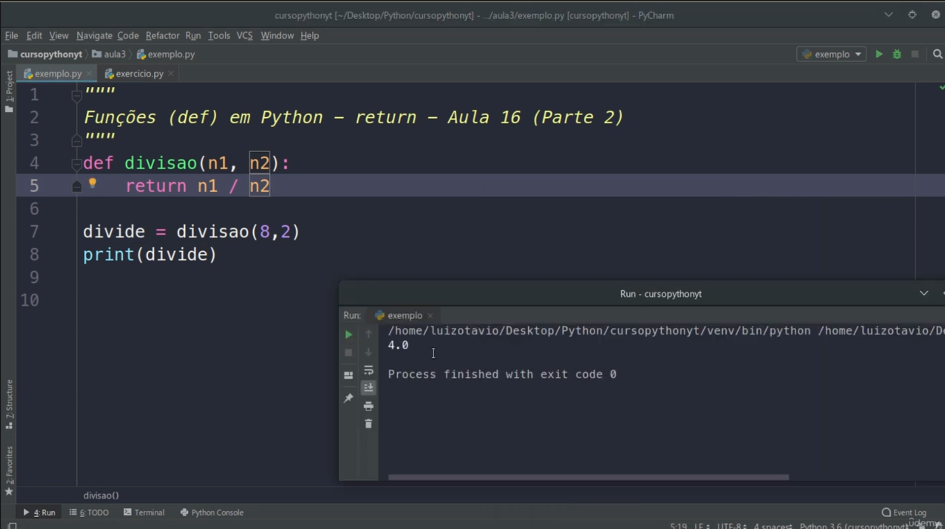 cursopythonyt [~/Desktop/Python/cursopythonyt] - .../aula3/exemplo.py [cursopythonyt] - PyCharm
File Edit View Navigate Code Refactor Run Tools VCS Window Help
cursopythonyt aula3 exemplo.py exemplo
exemplo.py exercicio.py
1: Project
1 """
2 Funções (def) em Python - return - Aula 16 (Parte 2)
3 """
4 def divisao(n1, n2):
5 return n1 / n2
6
7 divide = divisao(8,2)
8 print(divide)
9
10
Run - cursopythonyt
Run: exemplo
/home/luizotavio/Desktop/Python/cursopythonyt/venv/bin/python /home/luizotavio/De
4.0
Process finished with exit code 0
7: Structure
2: Favorites
divisao()
4: Run 6: TODO Terminal Python Console Event Log
5:19 LF UTF-8 4 spaces Python 3.6 (cursopythonyt)
udemy